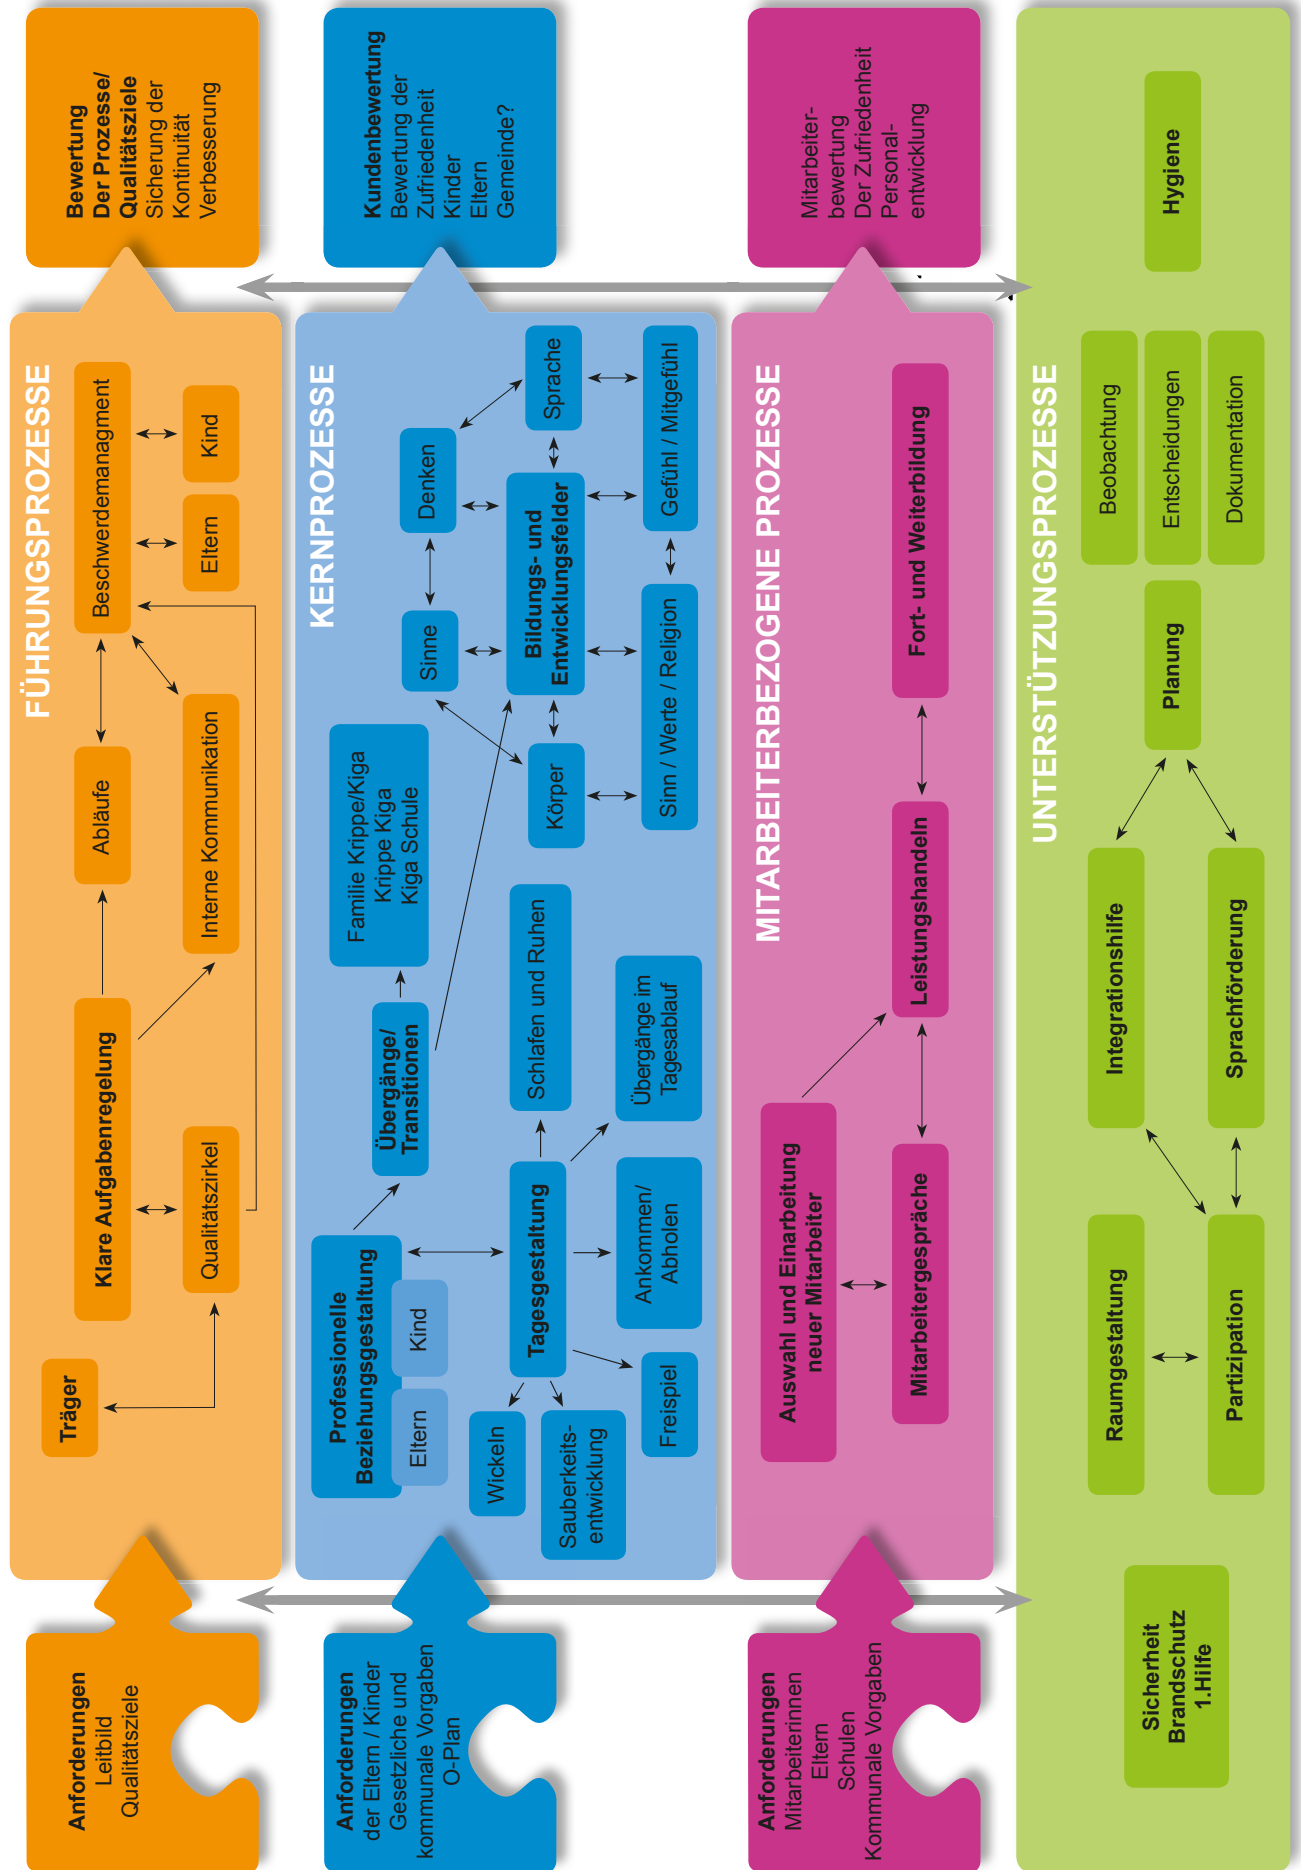 Anforderungen
Leitbild
Qualitätsziele
FÜHRUNGSPROZESSE
Träger
Klare Aufgabenregelung
Qualitätszirkel
Abläufe
Interne Kommunikation
Beschwerdemanagment
Eltern
Kind
Bewertung
Der Prozesse/
Qualitätsziele
Sicherung der
Kontinuität
Verbesserung
Anforderungen
der Eltern / Kinder
Gesetzliche und
kommunale Vorgaben
O-Plan
KERNPROZESSE
Professionelle
Beziehungsgestaltung
Eltern
Kind
Übergänge/
Transitionen
Familie Krippe/Kiga
Krippe Kiga
Kiga Schule
Wickeln
Sauberkeits-
entwicklung
Freispiel
Tagesgestaltung
Ankommen/
Abholen
Schlafen und Ruhen
Übergänge im
Tagesablauf
Sinne
Denken
Körper
Bildungs- und
Entwicklungsfelder
Sprache
Sinn / Werte / Religion
Gefühl / Mitgefühl
Kundenbewertung
Bewertung der
Zufriedenheit
Kinder
Eltern
Gemeinde?
Anforderungen
Mitarbeiterinnen
Eltern
Schulen
Kommunale Vorgaben
MITARBEITERBEZOGENE PROZESSE
Auswahl und Einarbeitung
neuer Mitarbeiter
Mitarbeitergespräche
Leistungshandeln
Fort- und Weiterbildung
Mitarbeiter-
bewertung
Der Zufriedenheit
Personal-
entwicklung
UNTERSTÜTZUNGSPROZESSE
Sicherheit
Brandschutz
1.Hilfe
Raumgestaltung
Partizipation
Integrationshilfe
Sprachförderung
Planung
Beobachtung
Entscheidungen
Dokumentation
Hygiene